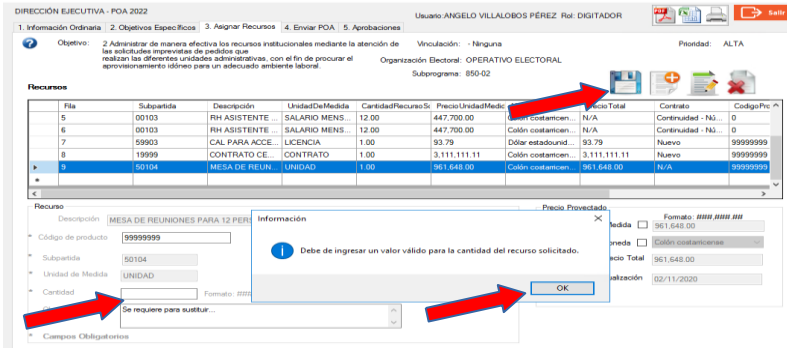 DIRECCIÓN EJECUTIVA - POA 2022
Usuario:ANGELO VILLALOBOS PÉREZ Rol: DIGITADOR
Salir
1. Información Ordinaria 2. Objetivos Específicos 3. Asignar Recursos 4. Enviar POA 5. Aprobaciones
Objetivo: 2 Administrar de manera efectiva los recursos institucionales mediante la atención de
las solicitudes imprevistas de pedidos que
realizan las diferentes unidades administrativas, con el fin de procurar el
aprovisionamiento idóneo para un adecuado ambiente laboral.
Vinculación: - Ninguna
Prioridad: ALTA
Organización Electoral: OPERATIVO ELECTORAL
Subprograma: 850-02
Recursos
Fila Subpartida Descripción UnidadDeMedida CantidadRecursoSc PrecioUnidadMedic PrecioTotal Contrato CodigoPro
5 00103 RH ASISTENTE ... SALARIO MENS... 12.00 447,700.00 Colón costarricen... N/A Continuidad - Nú... 0
6 00103 RH ASISTENTE ... SALARIO MENS... 12.00 447,700.00 Colón costarricen... N/A Continuidad - Nú... 0
7 59903 CAL PARA ACCE... LICENCIA 1.00 93.79 Dólar estadounid... 93.79 Nuevo 99999999
8 19999 CONTRATO CE... CONTRATO 1.00 3,111,111.11 Colón costarricen... 3,111,111.11 Nuevo 99999999
9 50104 MESA DE REUN... UNIDAD 1.00 961,648.00 Colón costarricen... 961,648.00 N/A 99999999
Recurso
Descripción MESA DE REUNIONES PARA 12 PERS
* Código de producto 99999999
* Subpartida 50104
* Unidad de Medida UNIDAD
* Cantidad Formato: ###
Se requiere para sustituir...
* Campos Obligatorios
Información
Debe de ingresar un valor válido para la cantidad del recurso solicitado.
OK
Precio Proyectado
Formato: ###,###.##
961,648.00
Colón costarricense
Total 961,648.00
02/11/2020